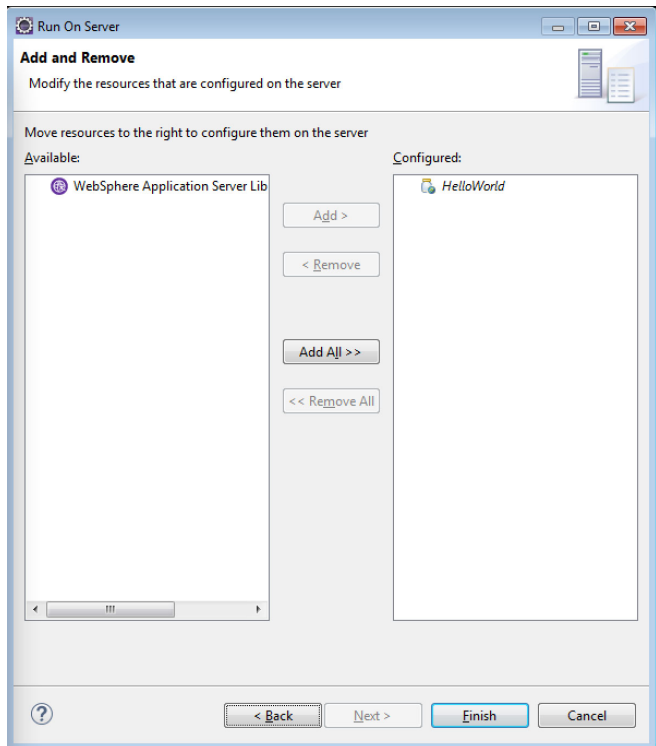 Run On Server
Add and Remove
Modify the resources that are configured on the server
Move resources to the right to configure them on the server
Available:
Configured:
WebSphere Application Server Lib
HelloWorld
Add >
< Remove
Add All >>
<< Remove All
?
< Back
Next >
Finish
Cancel